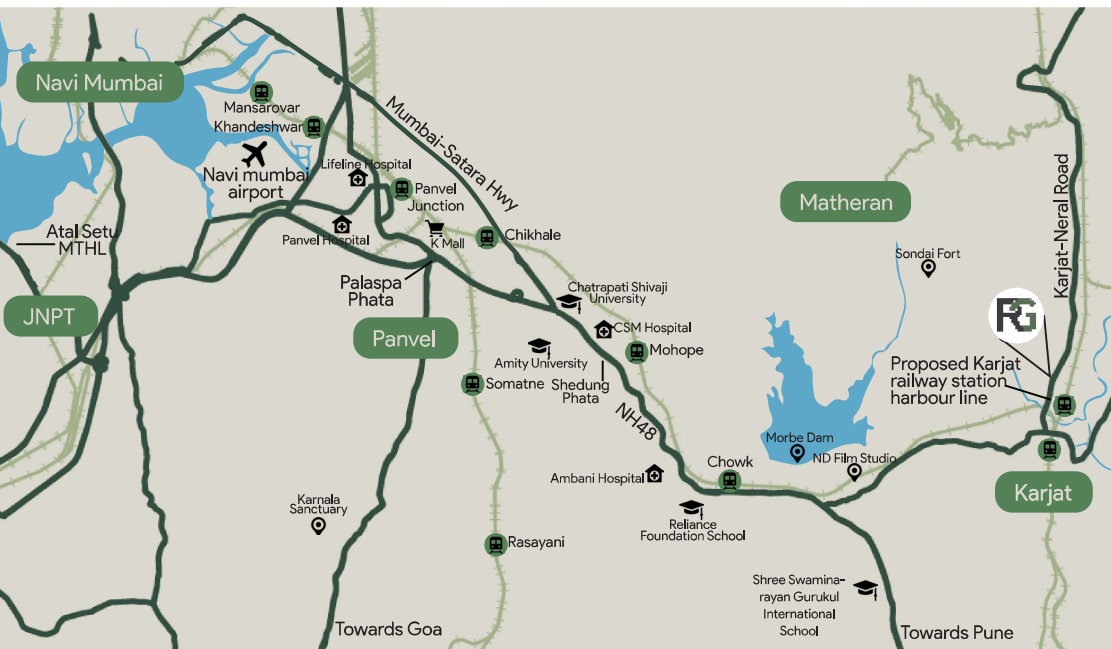 Navi Mumbai
Mansarovar
Khandeshwar
Mumbai-Satara Hwy
Lifeline Hospital
Navi mumbai
airport
Panvel
Junction
Matheran
Karjat-Neral Road
Atal Setu
MTHL
Panvel Hospital
K Mall
Chikhale
Sondai Fort
Palaspa
Phata
Chatrapati Shivaji
University
RG
JNPT
Panvel
CSM Hospital
Mohope
Amity University
Shedung
Phata
Proposed Karjat
railway station
harbour line
Somatne
NH48
Morbe Dam
ND Film Studio
Chowk
Ambani Hospital
Karjat
Karnala
Sanctuary
Reliance
Foundation School
Rasayani
Shree Swamina-
rayan Gurukul
International
School
Towards Goa
Towards Pune